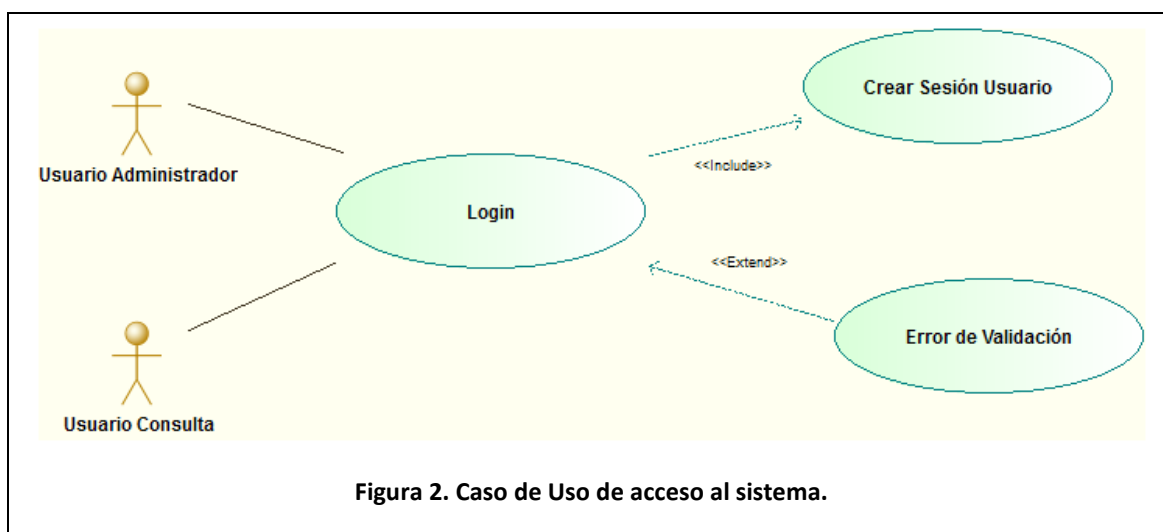 Crear Sesión Usuario
Usuario Administrador
<<Include>>
Login
<<Extend>>
Error de Validación
Usuario Consulta
Figura 2. Caso de Uso de acceso al sistema.